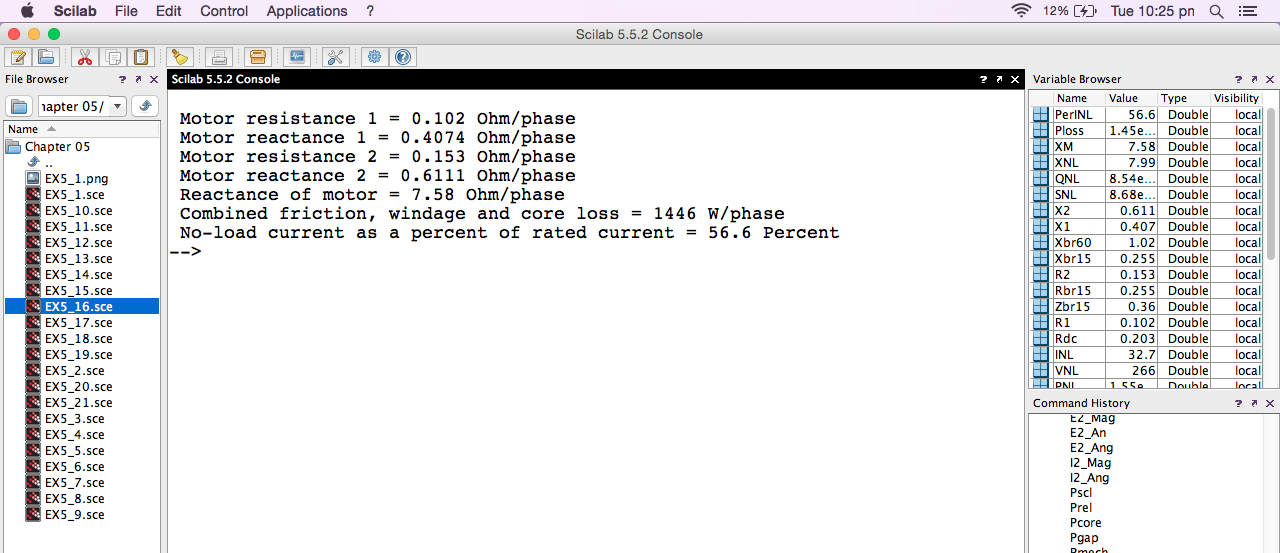 Scilab File Edit Control Applications ? 12% Tue 10:25 pm
Scilab 5.5.2 Console
File Browser ? ↗ X
hapter 05/
Name
Chapter 05
..
EX5_1.png
EX5_1.sce
EX5_10.sce
EX5_11.sce
EX5_12.sce
EX5_13.sce
EX5_14.sce
EX5_15.sce
EX5_16.sce
EX5_17.sce
EX5_18.sce
EX5_19.sce
EX5_2.sce
EX5_20.sce
EX5_21.sce
EX5_3.sce
EX5_4.sce
EX5_5.sce
EX5_6.sce
EX5_7.sce
EX5_8.sce
EX5_9.sce
Scilab 5.5.2 Console ? ↗ X
Motor resistance 1 = 0.102 Ohm/phase
Motor reactance 1 = 0.4074 Ohm/phase
Motor resistance 2 = 0.153 Ohm/phase
Motor reactance 2 = 0.6111 Ohm/phase
Reactance of motor = 7.58 Ohm/phase
Combined friction, windage and core loss = 1446 W/phase
No-load current as a percent of rated current = 56.6 Percent
-->
Variable Browser ? ↗ X
Name Value Type Visibility
PerINL 56.6 Double local
Ploss 1.45e... Double local
XM 7.58 Double local
XNL 7.99 Double local
QNL 8.54e... Double local
SNL 8.68e... Double local
X2 0.611 Double local
X1 0.407 Double local
Xbr60 1.02 Double local
Xbr15 0.255 Double local
R2 0.153 Double local
Rbr15 0.255 Double local
Zbr15 0.36 Double local
R1 0.102 Double local
Rdc 0.203 Double local
INL 32.7 Double local
VNL 266 Double local
PNL 1.55e... Double local
Command History ? ↗ X
E2_Mag
E2_An
E2_Ang
I2_Mag
I2_Ang
Pscl
Prel
Pcore
Pgap
Pmech